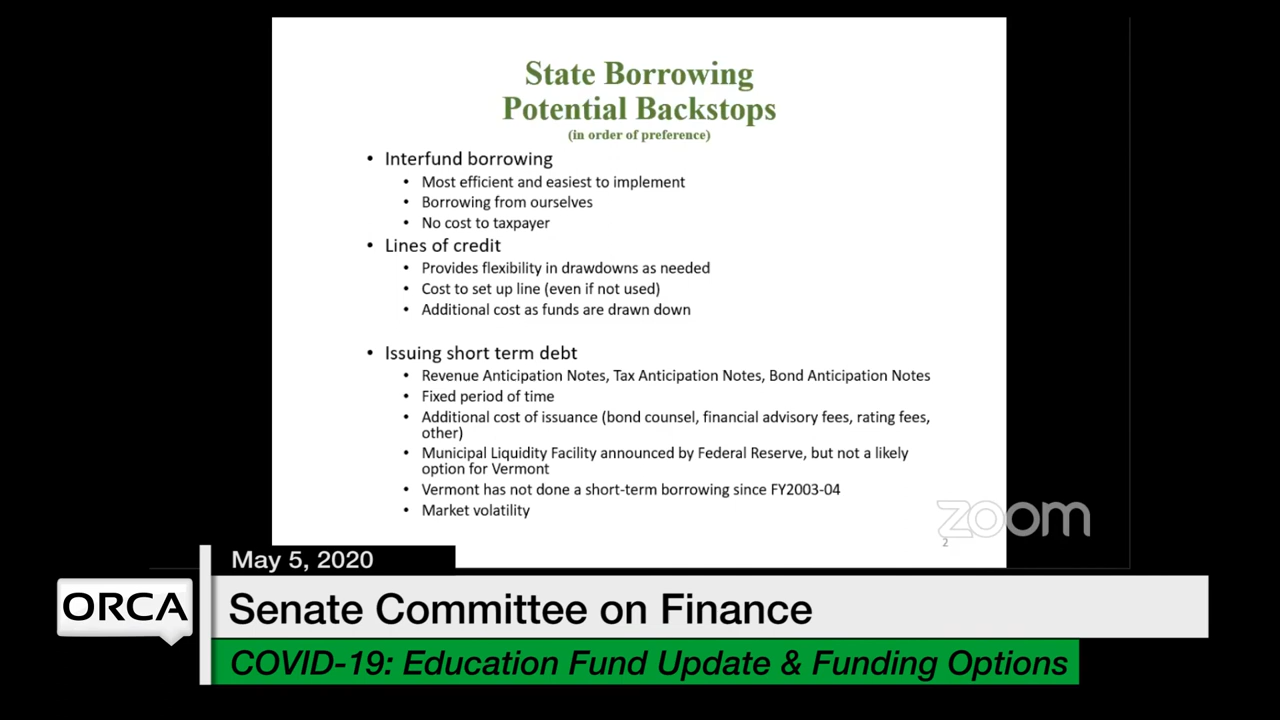 State Borrowing
Potential Backstops
(in order of preference)
• Interfund borrowing
• Most efficient and easiest to implement
• Borrowing from ourselves
• No cost to taxpayer
• Lines of credit
• Provides flexibility in drawdowns as needed
• Cost to set up line (even if not used)
• Additional cost as funds are drawn down
• Issuing short term debt
• Revenue Anticipation Notes, Tax Anticipation Notes, Bond Anticipation Notes
• Fixed period of time
• Additional cost of issuance (bond counsel, financial advisory fees, rating fees,
other)
• Municipal Liquidity Facility announced by Federal Reserve, but not a likely
option for Vermont
• Vermont has not done a short-term borrowing since FY2003-04
• Market volatility
zoom
2
May 5, 2020
ORCA
Senate Committee on Finance
COVID-19: Education Fund Update & Funding Options